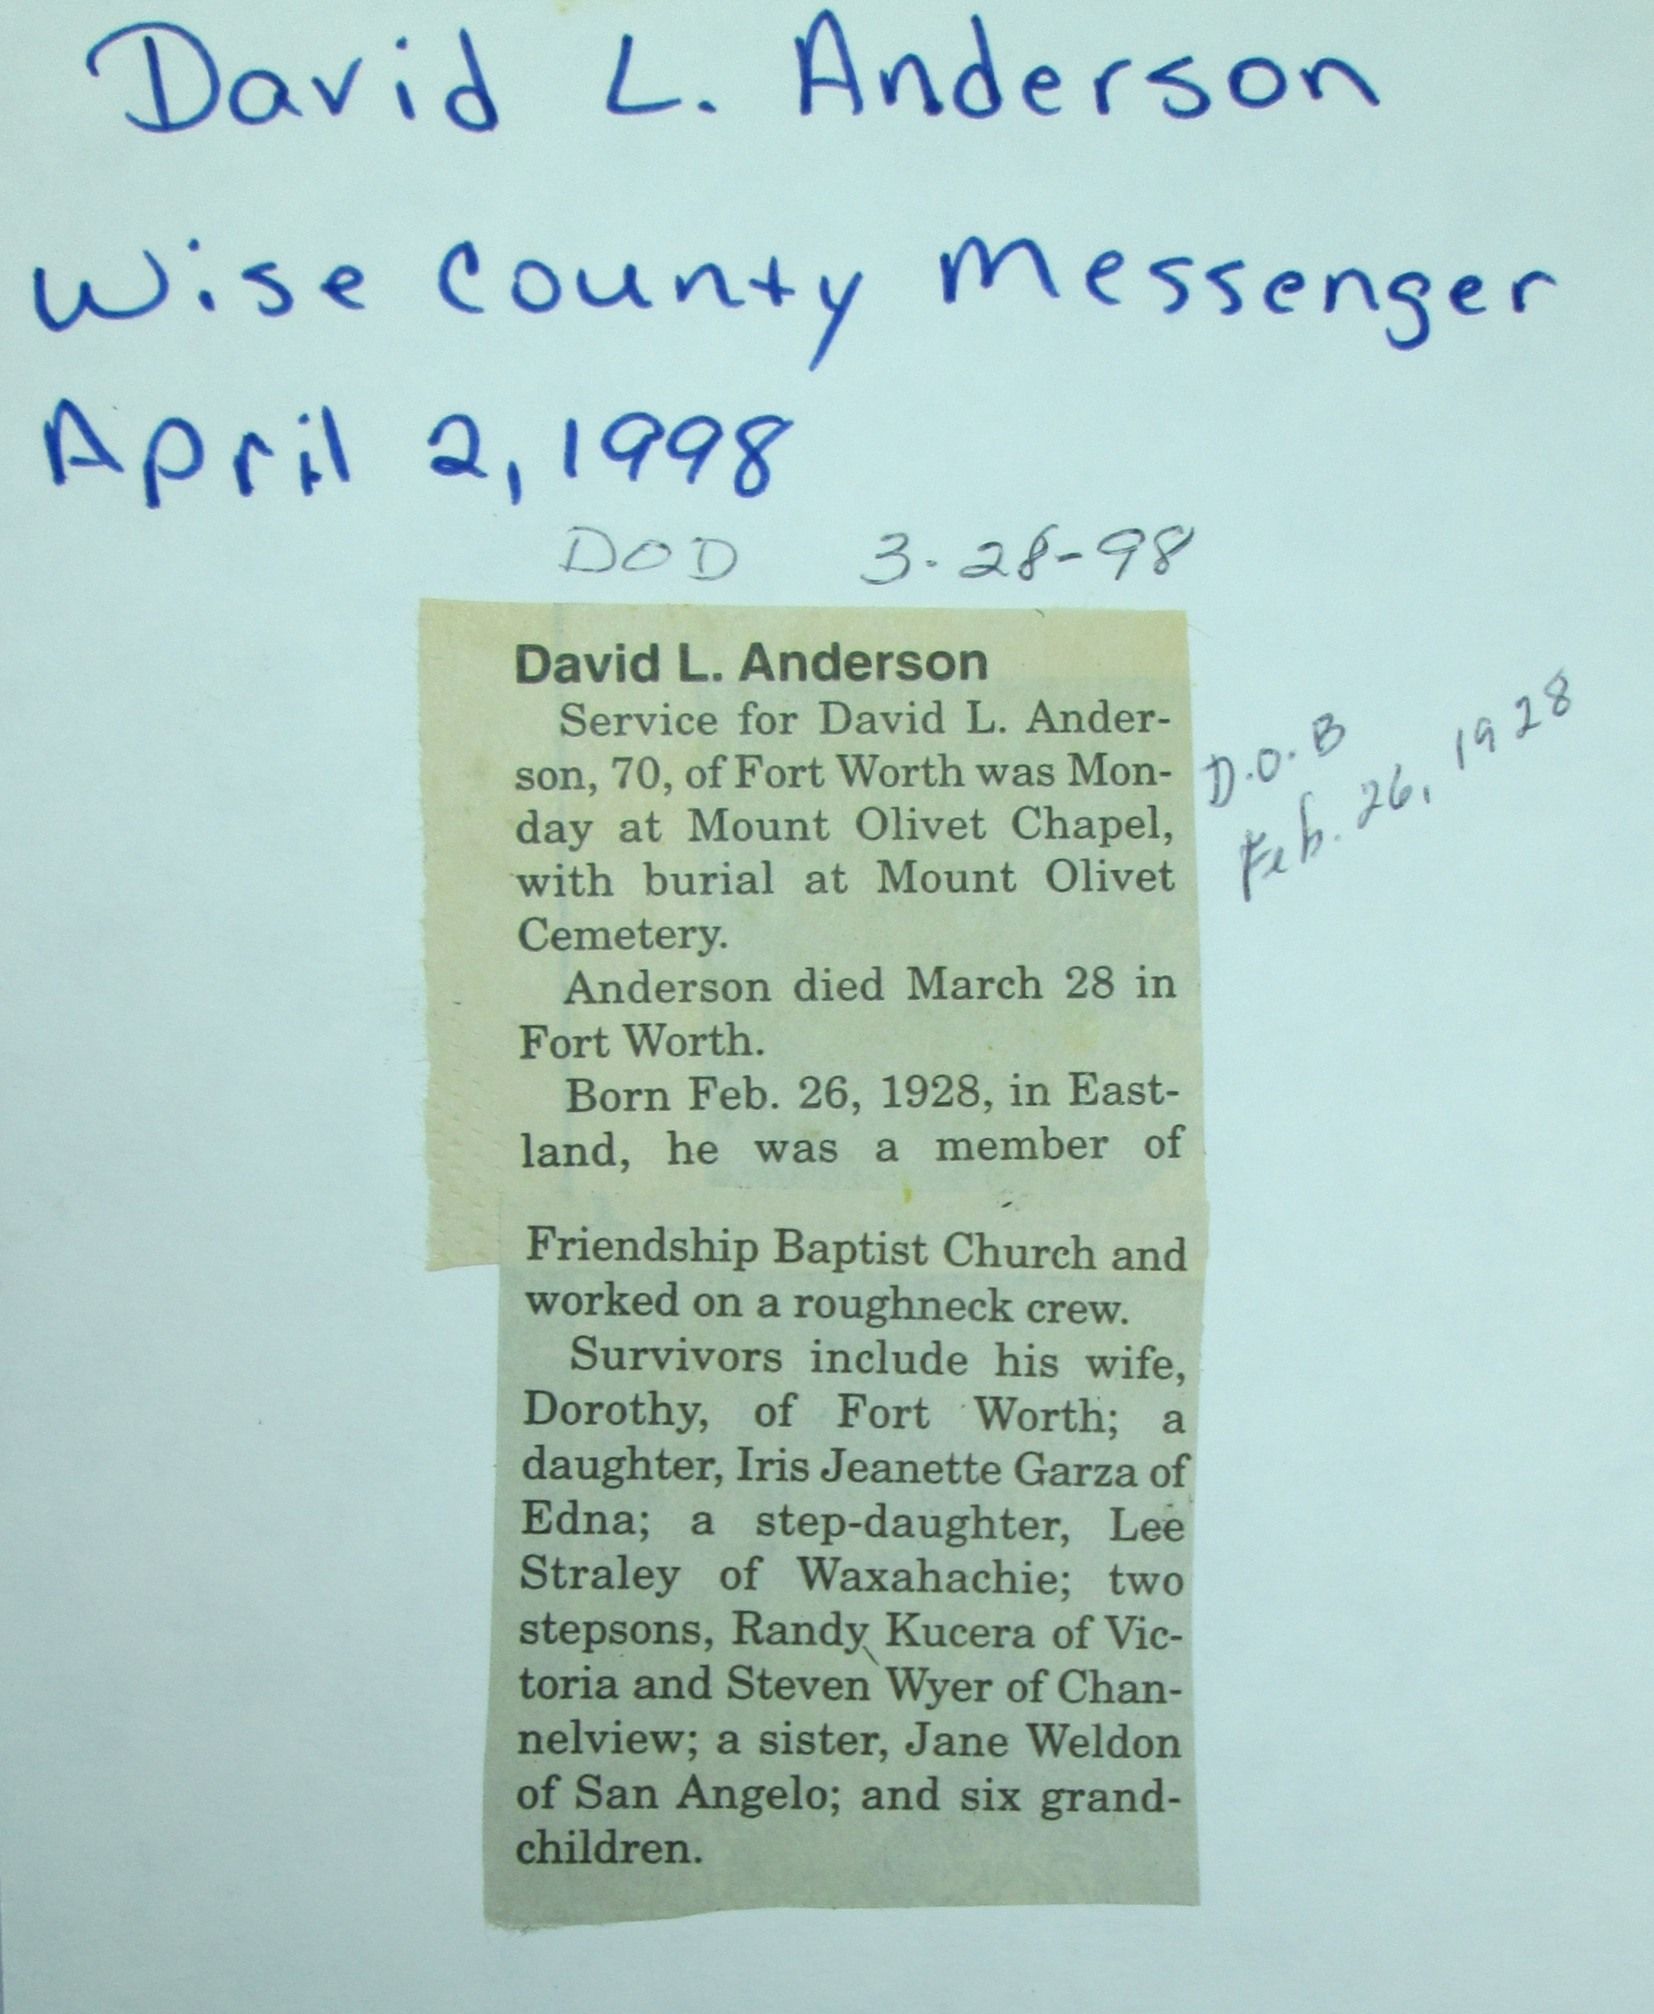 David L. Anderson
Wise County Messenger
April 2, 1998
DOD 3-28-98
David L. Anderson
Service for David L. Ander-
son, 70, of Fort Worth was Mon-
day at Mount Olivet Chapel,
with burial at Mount Olivet
Cemetery.
Anderson died March 28 in
Fort Worth.
Born Feb. 26, 1928, in East-
land, he was a member of
Friendship Baptist Church and
worked on a roughneck crew.
Survivors include his wife,
Dorothy, of Fort Worth; a
daughter, Iris Jeanette Garza of
Edna; a step-daughter, Lee
Straley of Waxahachie; two
stepsons, Randy Kucera of Vic-
toria and Steven Wyer of Chan-
nelview; a sister, Jane Weldon
of San Angelo; and six grand-
children.
D.O.B
Feb. 26, 1928